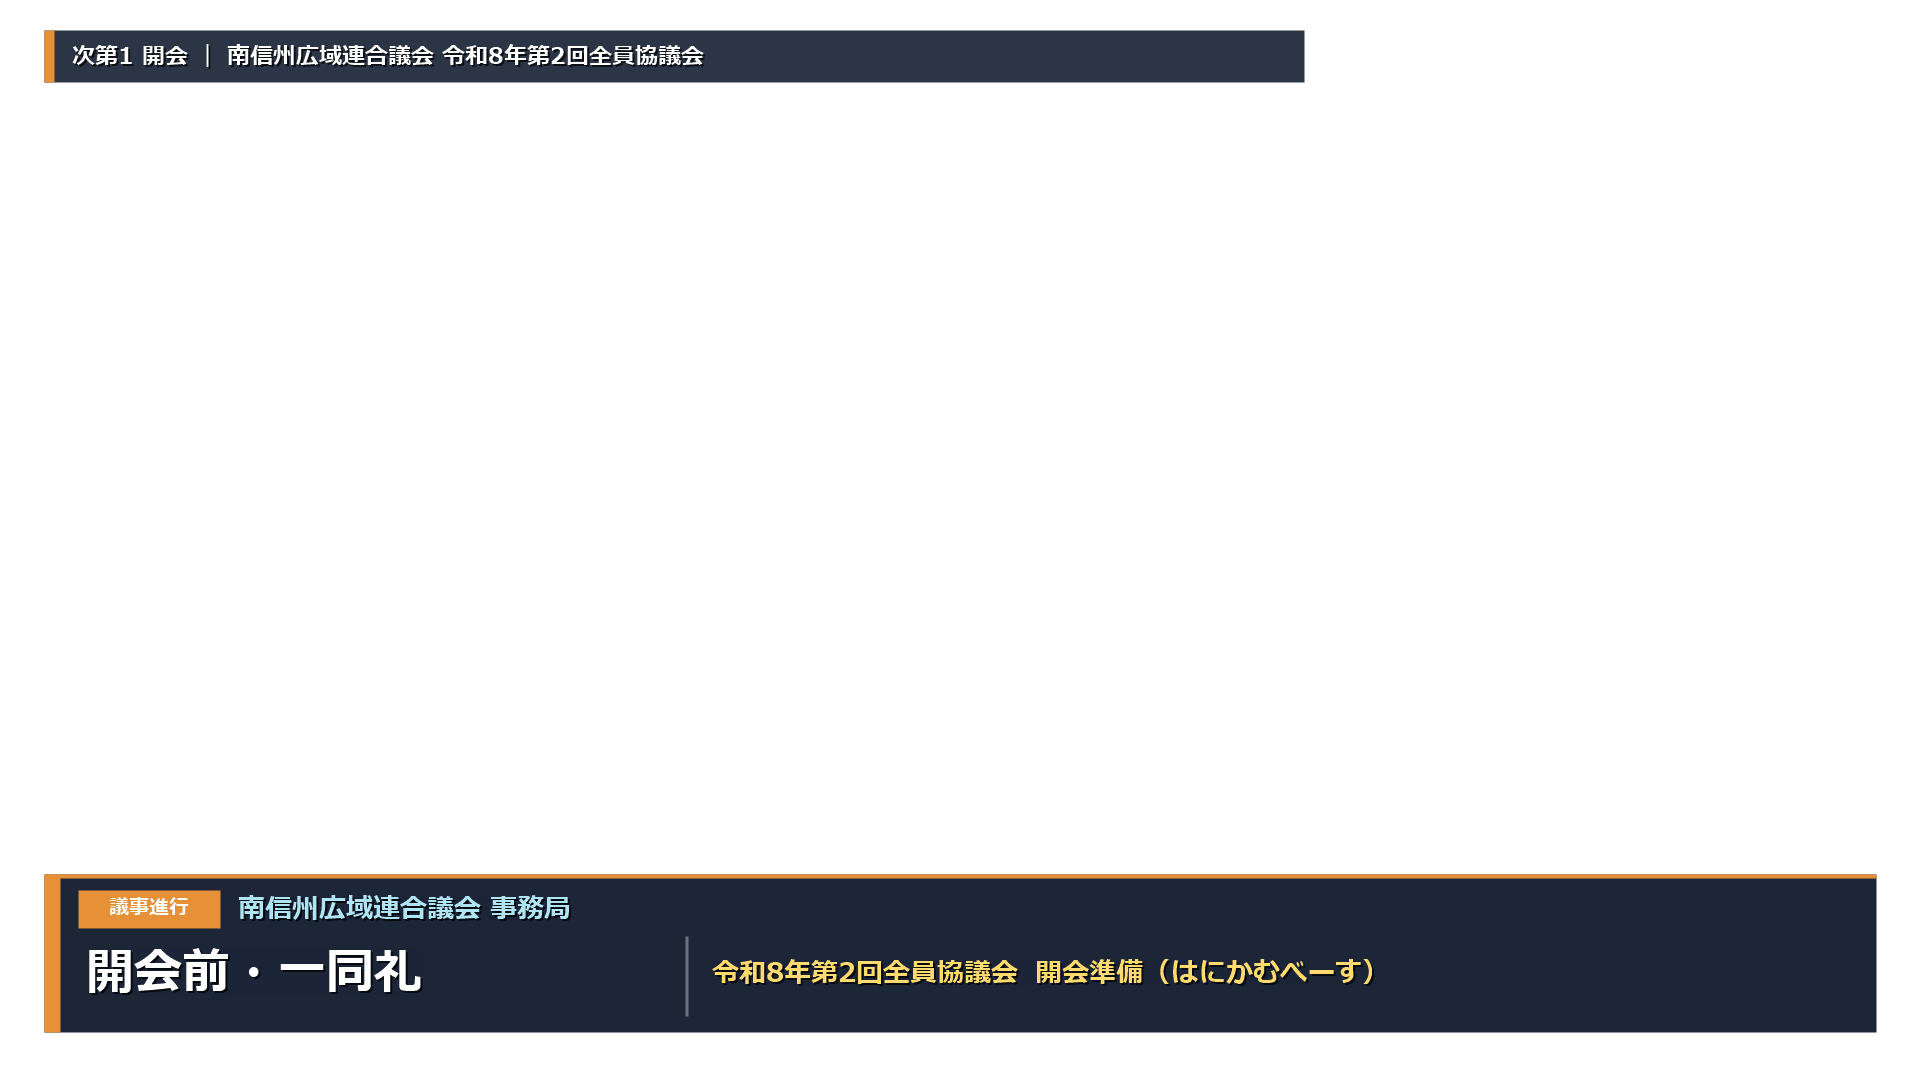 次第1 開会 ｜ 南信州広域連合議会 令和8年第2回全員協議会
議事進行
南信州広域連合議会 事務局
開会前・一同礼
令和8年第2回全員協議会 開会準備（はにかむべーす）